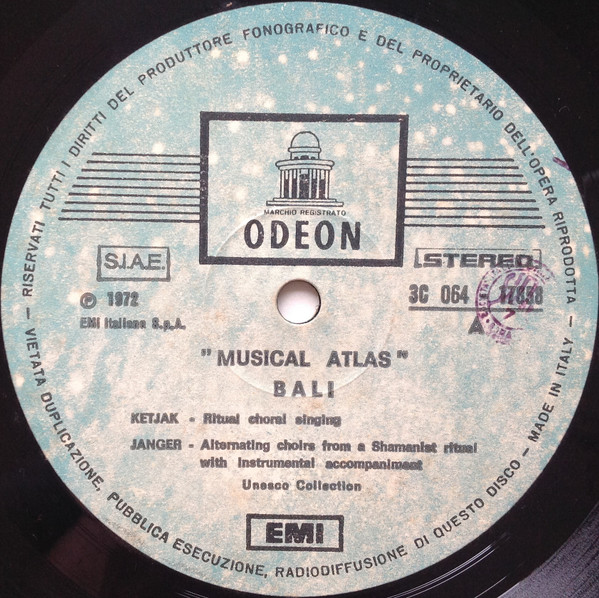 RISERVATI TUTTI I DIRITTI DEL PRODUTTORE FONOGRAFICO E DEL PROPRIETARIO DELL'OPERA RIPRODOTTA
MARCHIO REGISTRATO
ODEON
S.I.A.E.
STEREO
℗ 1972
3C 064 - 17858
EMI Italiana S.p.A.
A
"MUSICAL ATLAS"
BALI
KETJAK - Ritual choral singing
JANGER - Alternating choirs from a Shamanist ritual
with instrumental accompaniment
Unesco Collection
EMI
— VIETATA DUPLICAZIONE, PUBBLICA ESECUZIONE, RADIODIFFUSIONE DI QUESTO DISCO - MADE IN ITALY —